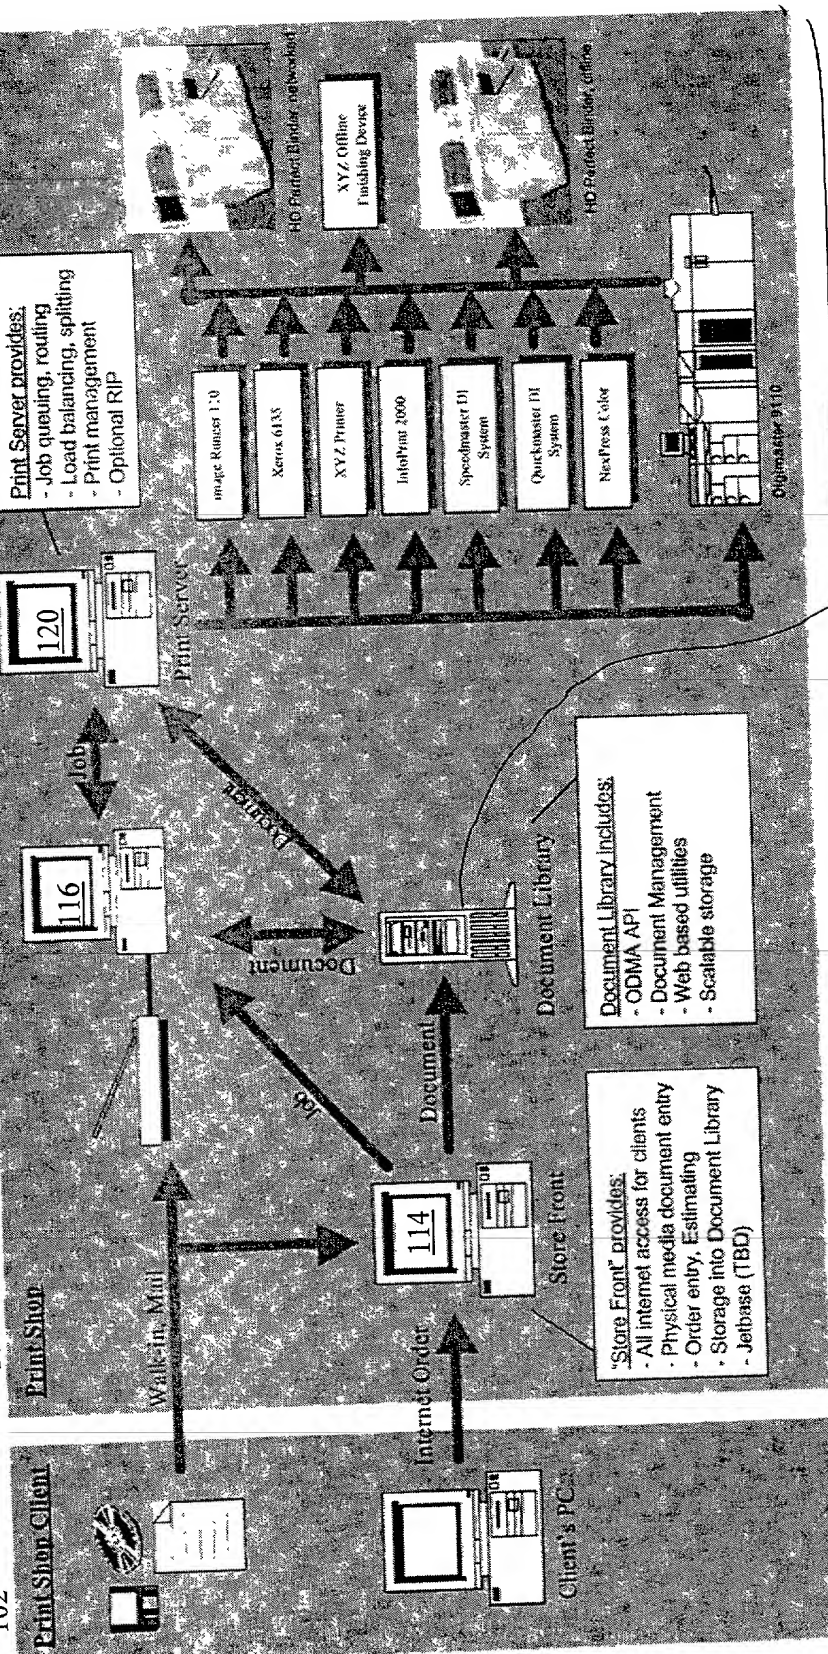 102
Print Shop Client
Client's PC
Print Shop
Walk-in, Mail
Internet Order
114
Store Front
"Store Front" provides:
- All internet access for clients
- Physical media document entry
- Order entry, Estimating
- Storage into Document Library
- Jetbase (TBD)
Job
Document
116
Document
Document Library
Document Library includes:
- ODMA API
- Document Management
- Web based utilities
- Scalable storage
Job
Document
120
Print Server
Print Server provides:
- Job queuing, routing
- Load balancing, splitting
- Print management
- Optional RIP
Xerox 6135
XYZ Printer
InfoPrint 2000
Speedmaster DI
System
Quickmaster DI
System
NexPress Color
Digimaster 9110
HD Perfect Binder, networked
XYZ Offline
Finishing Device
HD Perfect Binder, offline